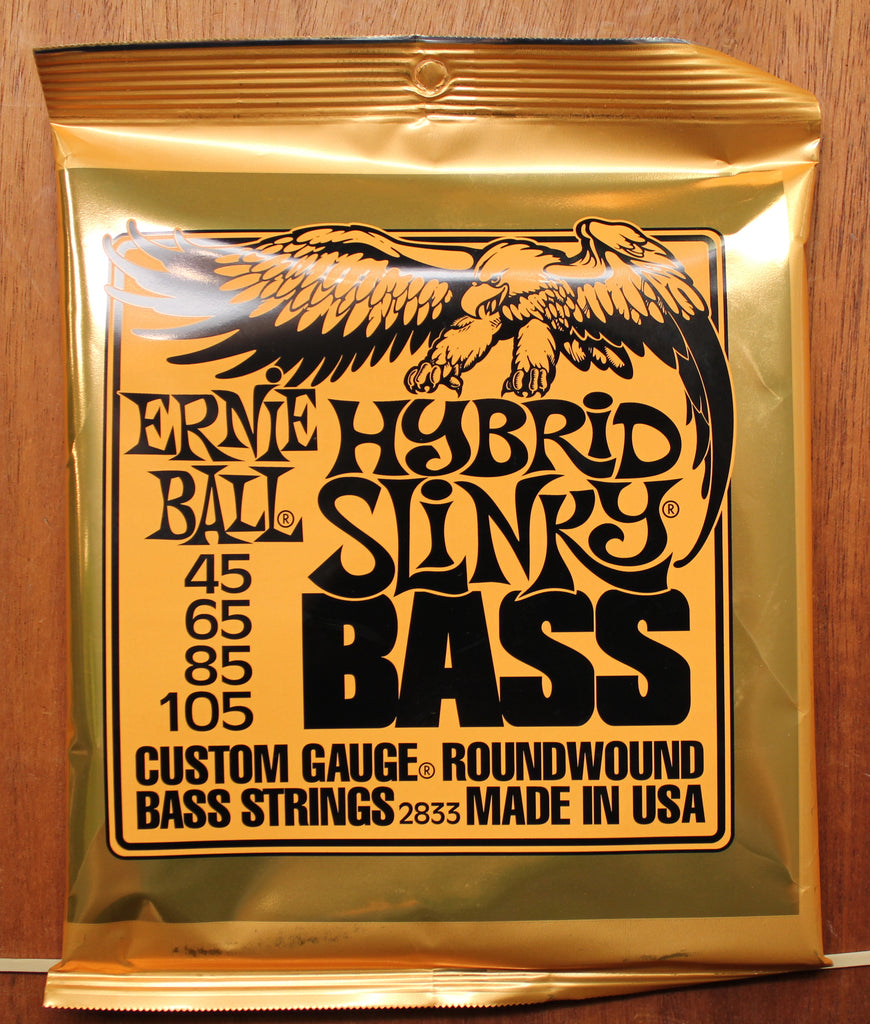 ERNiE
BALL®
HYBRiD
SLiNKY®
BASS
45
65
85
105
CUSTOM GAUGE® ROUNDWOUND
BASS STRINGS 2833 MADE IN USA